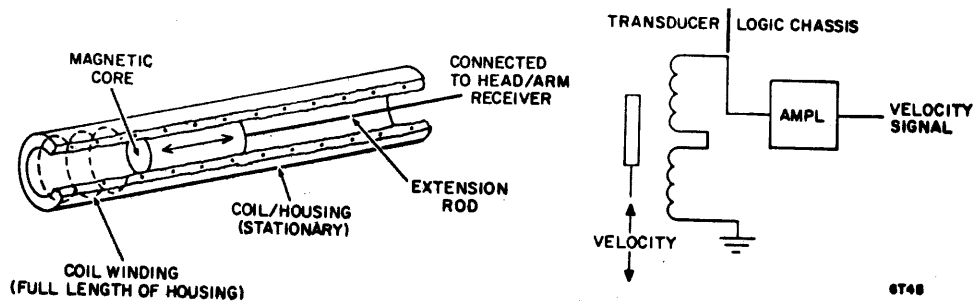 MAGNETIC
CORE
CONNECTED
TO HEAD/ARM
RECEIVER
EXTENSION
ROD
COIL/HOUSING
(STATIONARY)
COIL WINDING
(FULL LENGTH OF HOUSING)
TRANSDUCER
LOGIC CHASSIS
AMPL
VELOCITY
SIGNAL
VELOCITY
6T48